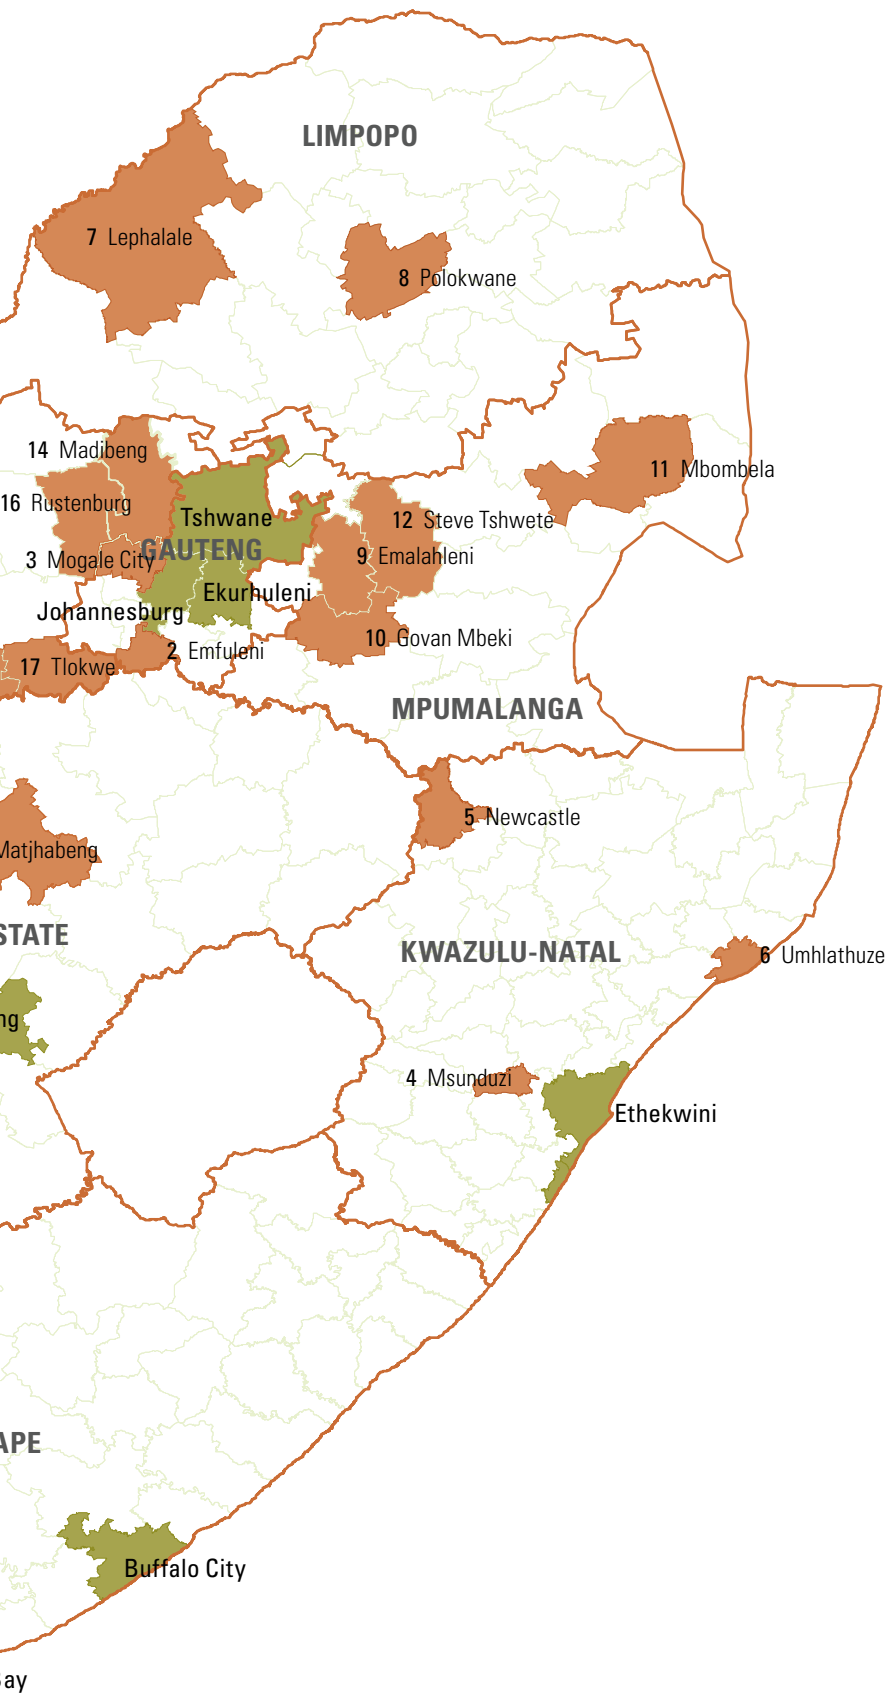 LIMPOPO
7 Lephalale
8 Polokwane
14 Madibeng
11 Mbombela
16 Rustenburg
Tshwane
12 Steve Tshwete
GAUTENG
3 Mogale City
9 Emalahleni
Ekurhuleni
Johannesburg
10 Govan Mbeki
2 Emfuleni
17 Tlokwe
MPUMALANGA
5 Newcastle
Matjhabeng
STATE
KWAZULU-NATAL
6 Umhlathuze
ng
4 Msunduzi
Ethekwini
APE
Buffalo City
Bay